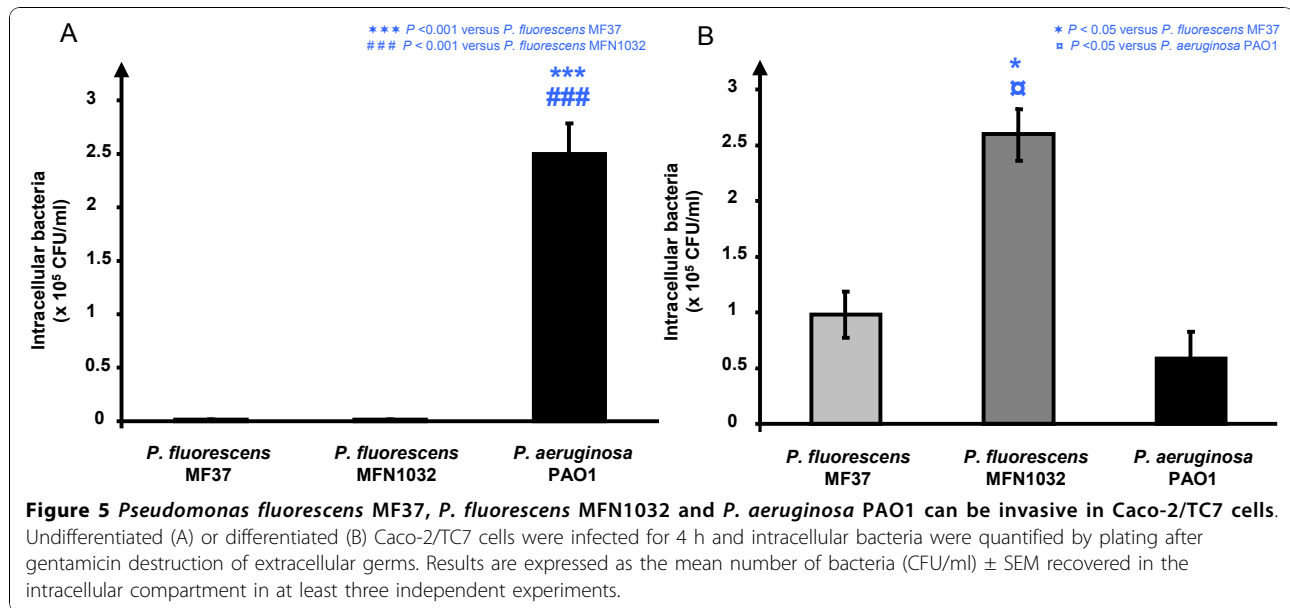 A
✶✶✶ P <0.001 versus P. fluorescens MF37
### P < 0.001 versus P. fluorescens MFN1032
Intracellular bacteria
(x 10⁵ CFU/ml)
3
2.5
2
1.5
1
0.5
0
***
###
P. fluorescens
MF37
P. fluorescens
MFN1032
P. aeruginosa
PAO1
B
✶ P < 0.05 versus P. fluorescens MF37
¤ P <0.05 versus P. aeruginosa PAO1
Intracellular bacteria
(x 10⁵ CFU/ml)
3
2.5
2
1.5
1
0.5
0
*
¤
P. fluorescens
MF37
P. fluorescens
MFN1032
P. aeruginosa
PAO1
Figure 5 Pseudomonas fluorescens MF37, P. fluorescens MFN1032 and P. aeruginosa PAO1 can be invasive in Caco-2/TC7 cells.
Undifferentiated (A) or differentiated (B) Caco-2/TC7 cells were infected for 4 h and intracellular bacteria were quantified by plating after
gentamicin destruction of extracellular germs. Results are expressed as the mean number of bacteria (CFU/ml) ± SEM recovered in the
intracellular compartment in at least three independent experiments.